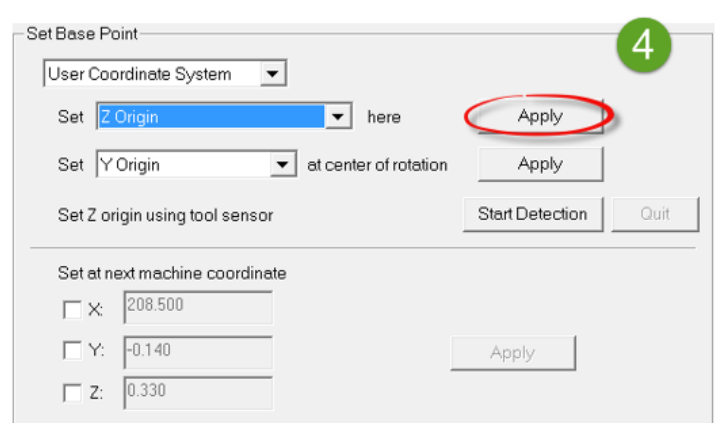 Set Base Point
4
User Coordinate System
Set Z Origin here Apply
Set Y Origin at center of rotation Apply
Set Z origin using tool sensor Start Detection Quit
Set at next machine coordinate
X: 208.500
Y: -0.140 Apply
Z: 0.330